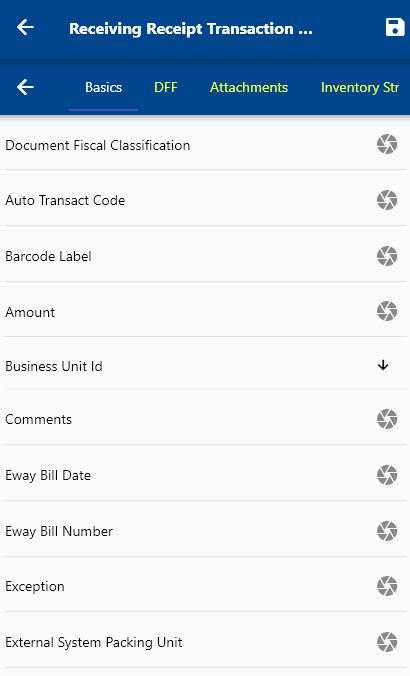 Receiving Receipt Transaction ...
Basics DFF Attachments Inventory Str
Document Fiscal Classification
Auto Transact Code
Barcode Label
Amount
Business Unit Id
Comments
Eway Bill Date
Eway Bill Number
Exception
External System Packing Unit